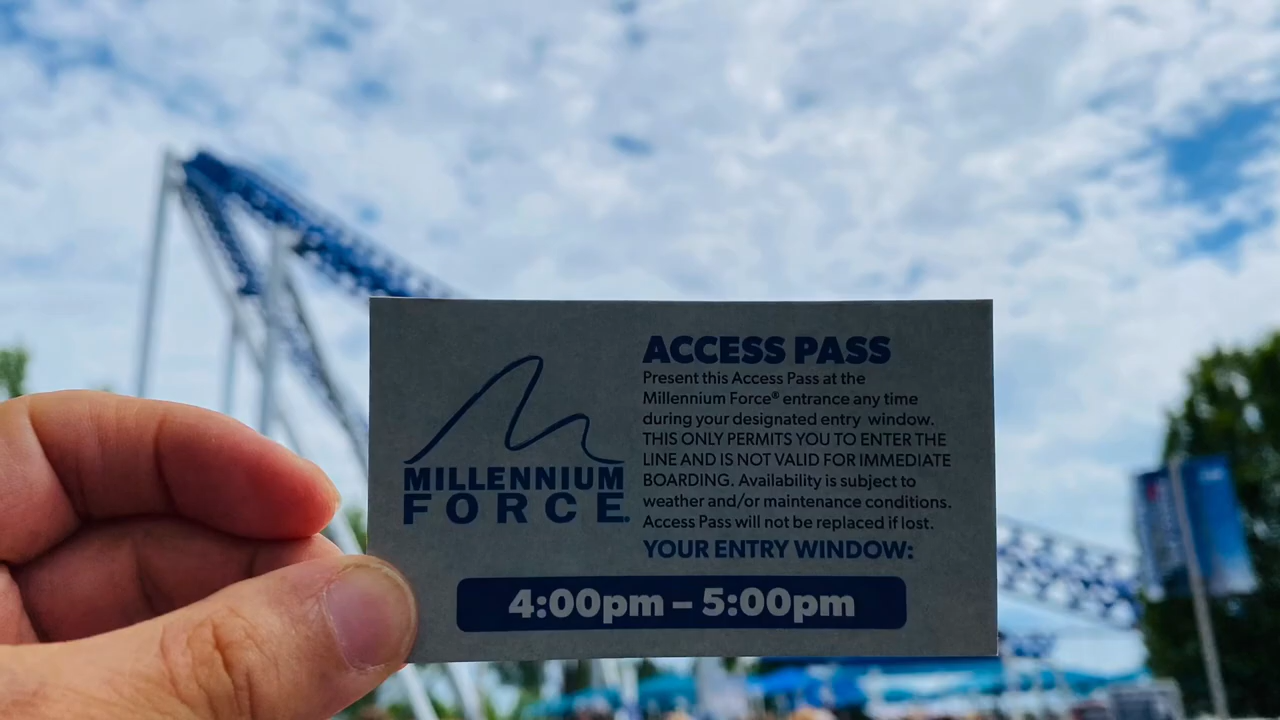 ACCESS PASS
Present this Access Pass at the
Millennium Force® entrance any time
during your designated entry window.
THIS ONLY PERMITS YOU TO ENTER THE
LINE AND IS NOT VALID FOR IMMEDIATE
BOARDING. Availability is subject to
weather and/or maintenance conditions.
Access Pass will not be replaced if lost.
MILLENNIUM
FORCE®
YOUR ENTRY WINDOW:
4:00pm – 5:00pm